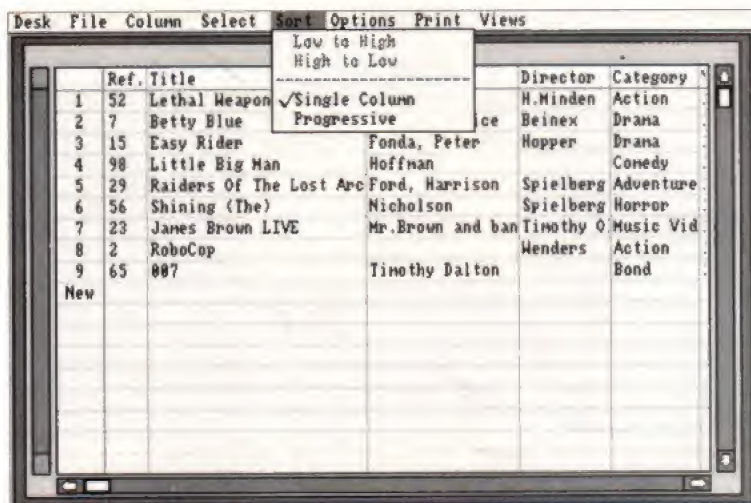 Desk File Column Select Sort Options Print Views
Low to High
High to Low
✓Single Column
Progressive
Ref. Title Director Category
1 52 Lethal Weapon H.Minden Action
2 7 Betty Blue ice Beinex Drama
3 15 Easy Rider Fonda, Peter Hopper Drama
4 98 Little Big Man Hoffman Comedy
5 29 Raiders Of The Lost Arc Ford, Harrison Spielberg Adventure
6 56 Shining (The) Nicholson Spielberg Horror
7 23 James Brown LIVE Mr.Brown and ban Timothy O Music Vid
8 2 RoboCop Wenders Action
9 65 007 Timothy Dalton Bond
New